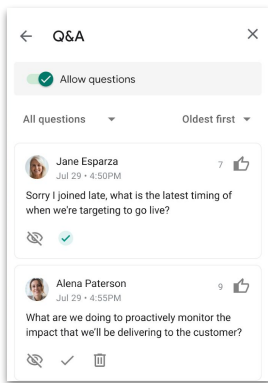 Q&A
Allow questions
All questions Oldest first
Jane Esparza 7
Jul 29 • 4:50PM
Sorry I joined late, what is the latest timing of
when we're targeting to go live?
Alena Paterson 9
Jul 29 • 4:55PM
What are we doing to proactively monitor the
impact that we'll be delivering to the customer?